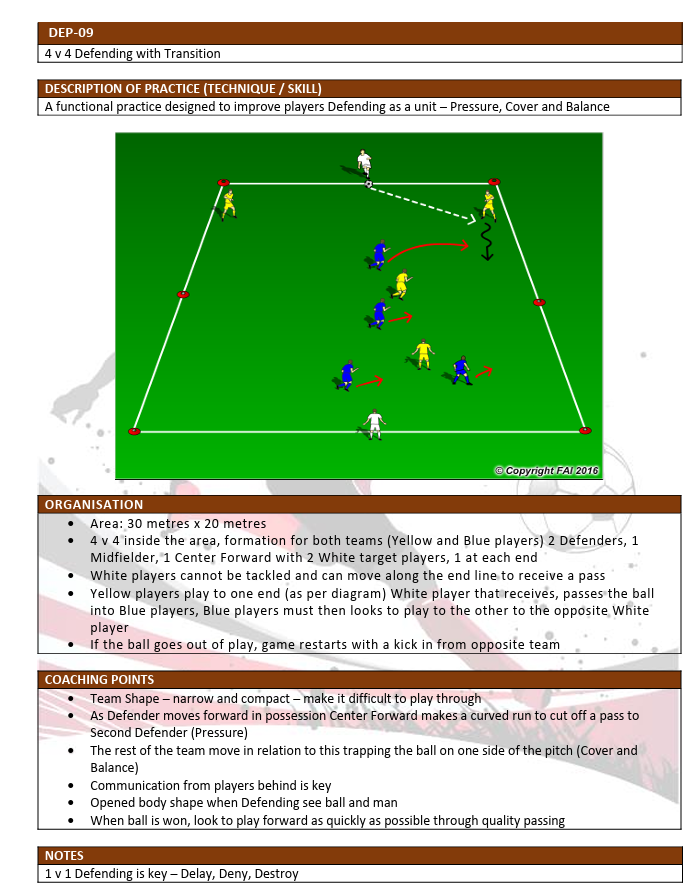 DEP-09
4 v 4 Defending with Transition
DESCRIPTION OF PRACTICE (TECHNIQUE / SKILL)
A functional practice designed to improve players Defending as a unit – Pressure, Cover and Balance
© Copyright FAI 2016
ORGANISATION
• Area: 30 metres x 20 metres
• 4 v 4 inside the area, formation for both teams (Yellow and Blue players) 2 Defenders, 1
Midfielder, 1 Center Forward with 2 White target players, 1 at each end
• White players cannot be tackled and can move along the end line to receive a pass
• Yellow players play to one end (as per diagram) White player that receives, passes the ball
into Blue players, Blue players must then looks to play to the other to the opposite White
player
• If the ball goes out of play, game restarts with a kick in from opposite team
COACHING POINTS
• Team Shape – narrow and compact – make it difficult to play through
• As Defender moves forward in possession Center Forward makes a curved run to cut off a pass to
Second Defender (Pressure)
• The rest of the team move in relation to this trapping the ball on one side of the pitch (Cover and
Balance)
• Communication from players behind is key
• Opened body shape when Defending see ball and man
• When ball is won, look to play forward as quickly as possible through quality passing
NOTES
1 v 1 Defending is key – Delay, Deny, Destroy